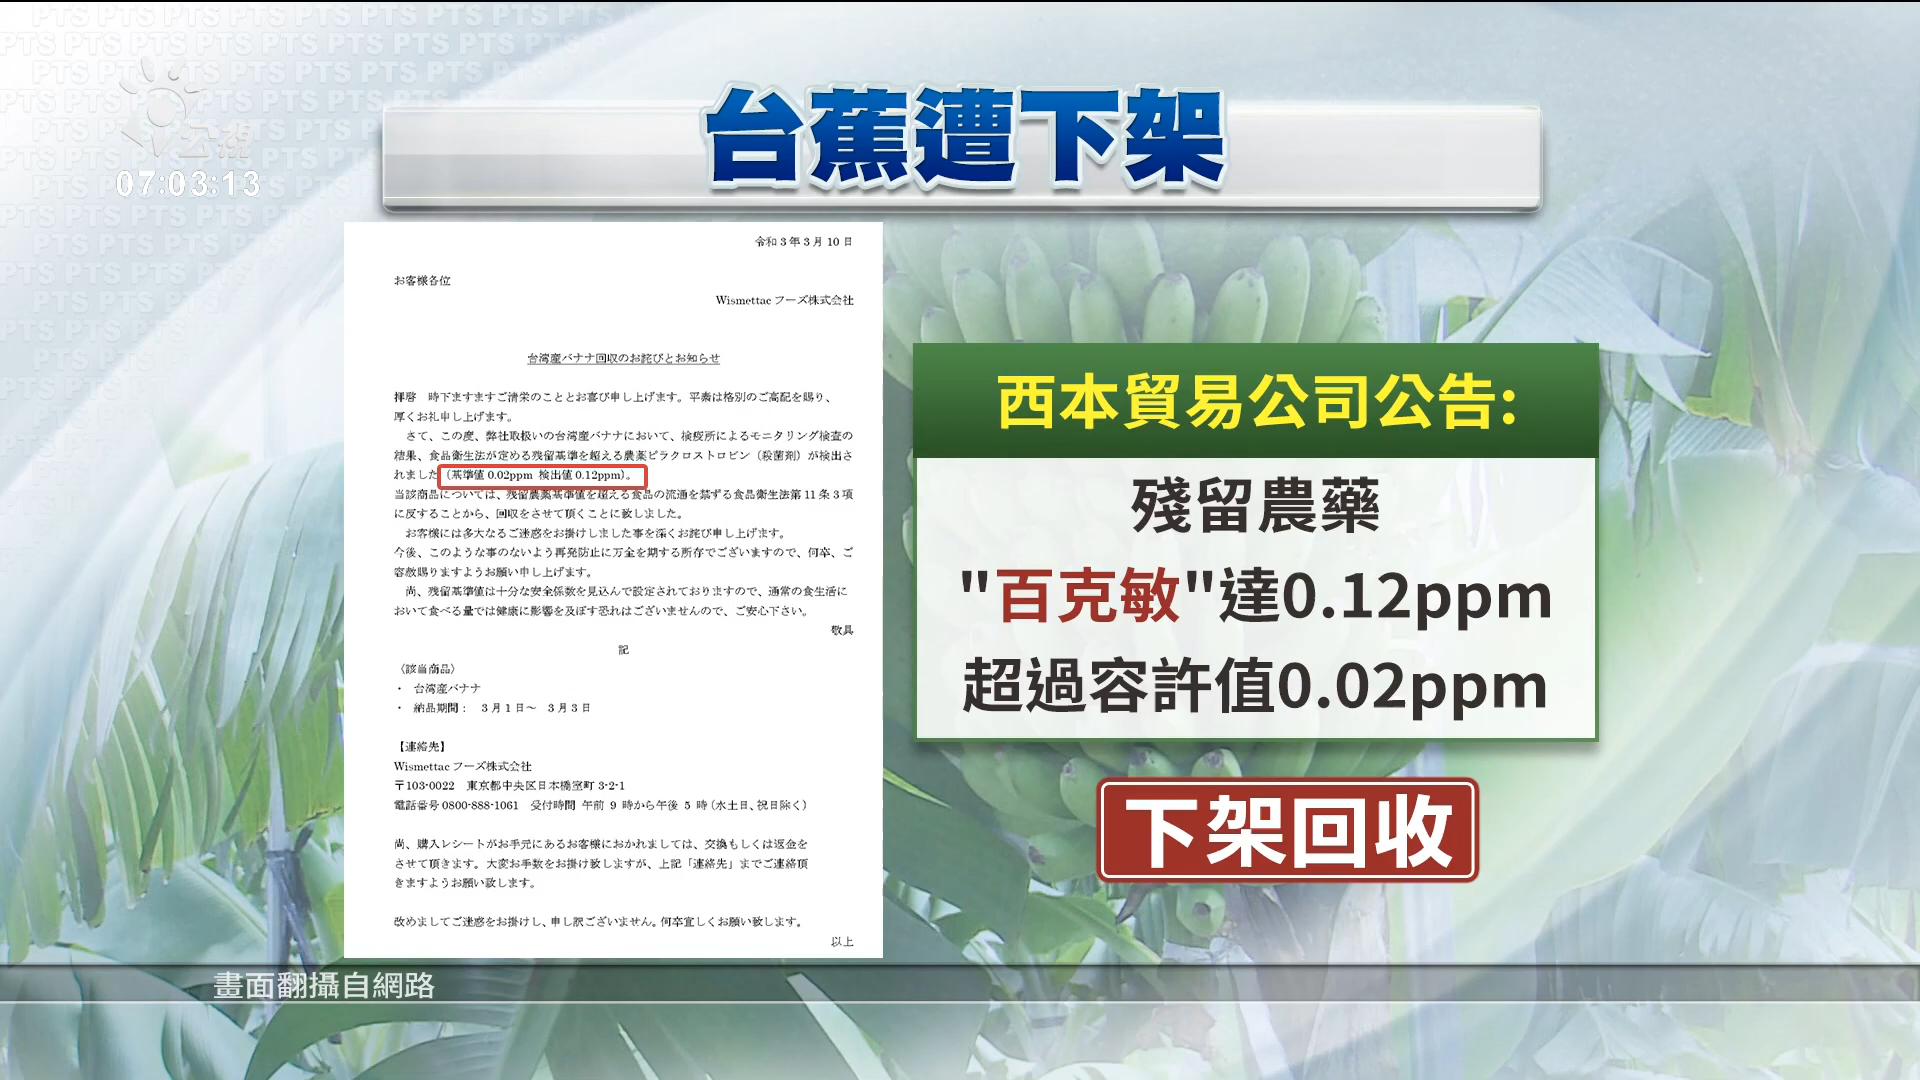 公視
07:03:13
台蕉遭下架
令和3年3月10日
お客様各位
Wismettacフーズ株式会社
台湾産バナナ回収のお詫びとお知らせ
拝啓　時下ますますご清栄のこととお喜び申し上げます。平素は格別のご高配を賜り、
厚くお礼申し上げます。
さて、この度、弊社取扱いの台湾産バナナにおいて、検疫所によるモニタリング検査の
結果、食品衛生法が定める残留基準を超える農薬ピラクロストロビン（殺菌剤）が検出さ
れました（基準値0.02ppm 検出値0.12ppm）。
当該商品については、残留農薬基準値を超える食品の流通を禁ずる食品衛生法第11条3項
に反することから、回収をさせて頂くことに致しました。
お客様には多大なるご迷惑をお掛けしました事を深くお詫び申し上げます。
今後、このような事のないよう再発防止に万全を期する所存でございますので、何卒、ご
容赦賜りますようお願い申し上げます。
尚、残留基準値は十分な安全係数を見込んで設定されておりますので、通常の食生活に
おいて食べる量では健康に影響を及ぼす恐れはございませんので、ご安心下さい。
敬具
記
〈該当商品〉
・ 台湾産バナナ
・ 納品期間： 3月1日～ 3月3日
【連絡先】
Wismettacフーズ株式会社
〒103-0022　東京都中央区日本橋室町3-2-1
電話番号0800-888-1061　受付時間 午前 9 時から午後 5 時（水土日、祝日除く）
尚、購入レシートがお手元にあるお客様におかれましては、交換もしくは返金を
させて頂きます。大変お手数をお掛け致しますが、上記「連絡先」までご連絡頂
きますようお願い致します。
改めましてご迷惑をお掛けし、申し訳ございません。何卒宜しくお願い致します。
以上
西本貿易公司公告:
殘留農藥
"百克敏"達0.12ppm
超過容許值0.02ppm
下架回收
畫面翻攝自網路